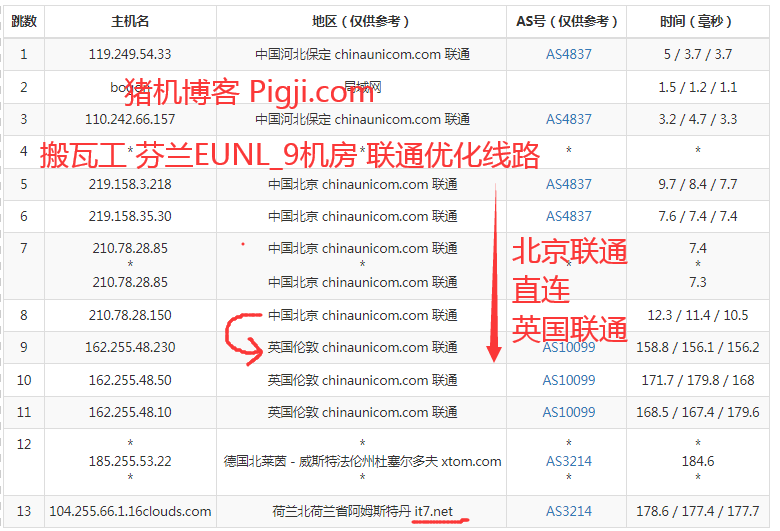 跳数 主机名 地区（仅供参考） AS号（仅供参考） 时间（毫秒）
1 119.249.54.33 中国河北保定 chinaunicom.com 联通 AS4837 5 / 3.7 / 3.7
2 局域网 1.5 / 1.2 / 1.1
猪机博客 Pigji.com
3 110.242.66.157 中国河北保定 chinaunicom.com 联通 AS4837 3.2 / 4.7 / 3.3
4 * * * *
搬瓦工 芬兰EUNL_9机房 联通优化线路
5 219.158.3.218 中国北京 chinaunicom.com 联通 AS4837 9.7 / 8.4 / 7.7
6 219.158.35.30 中国北京 chinaunicom.com 联通 AS4837 7.6 / 7.4 / 7.4
7 210.78.28.85 中国北京 chinaunicom.com 联通 7.4
* * * *
210.78.28.85 中国北京 chinaunicom.com 联通 7.3
北京联通
直连
英国联通
8 210.78.28.150 中国北京 chinaunicom.com 联通 12.3 / 11.4 / 10.5
9 162.255.48.230 英国伦敦 chinaunicom.com 联通 AS10099 158.8 / 156.1 / 156.2
10 162.255.48.50 英国伦敦 chinaunicom.com 联通 AS10099 171.7 / 179.8 / 168
11 162.255.48.10 英国伦敦 chinaunicom.com 联通 AS10099 168.5 / 167.4 / 179.6
12 * * * *
185.255.53.22 德国北莱茵 - 威斯特法伦州杜塞尔多夫 xtom.com AS3214 184.6
* * * *
13 104.255.66.1.16clouds.com 荷兰北荷兰省阿姆斯特丹 it7.net AS3214 178.6 / 177.4 / 177.7